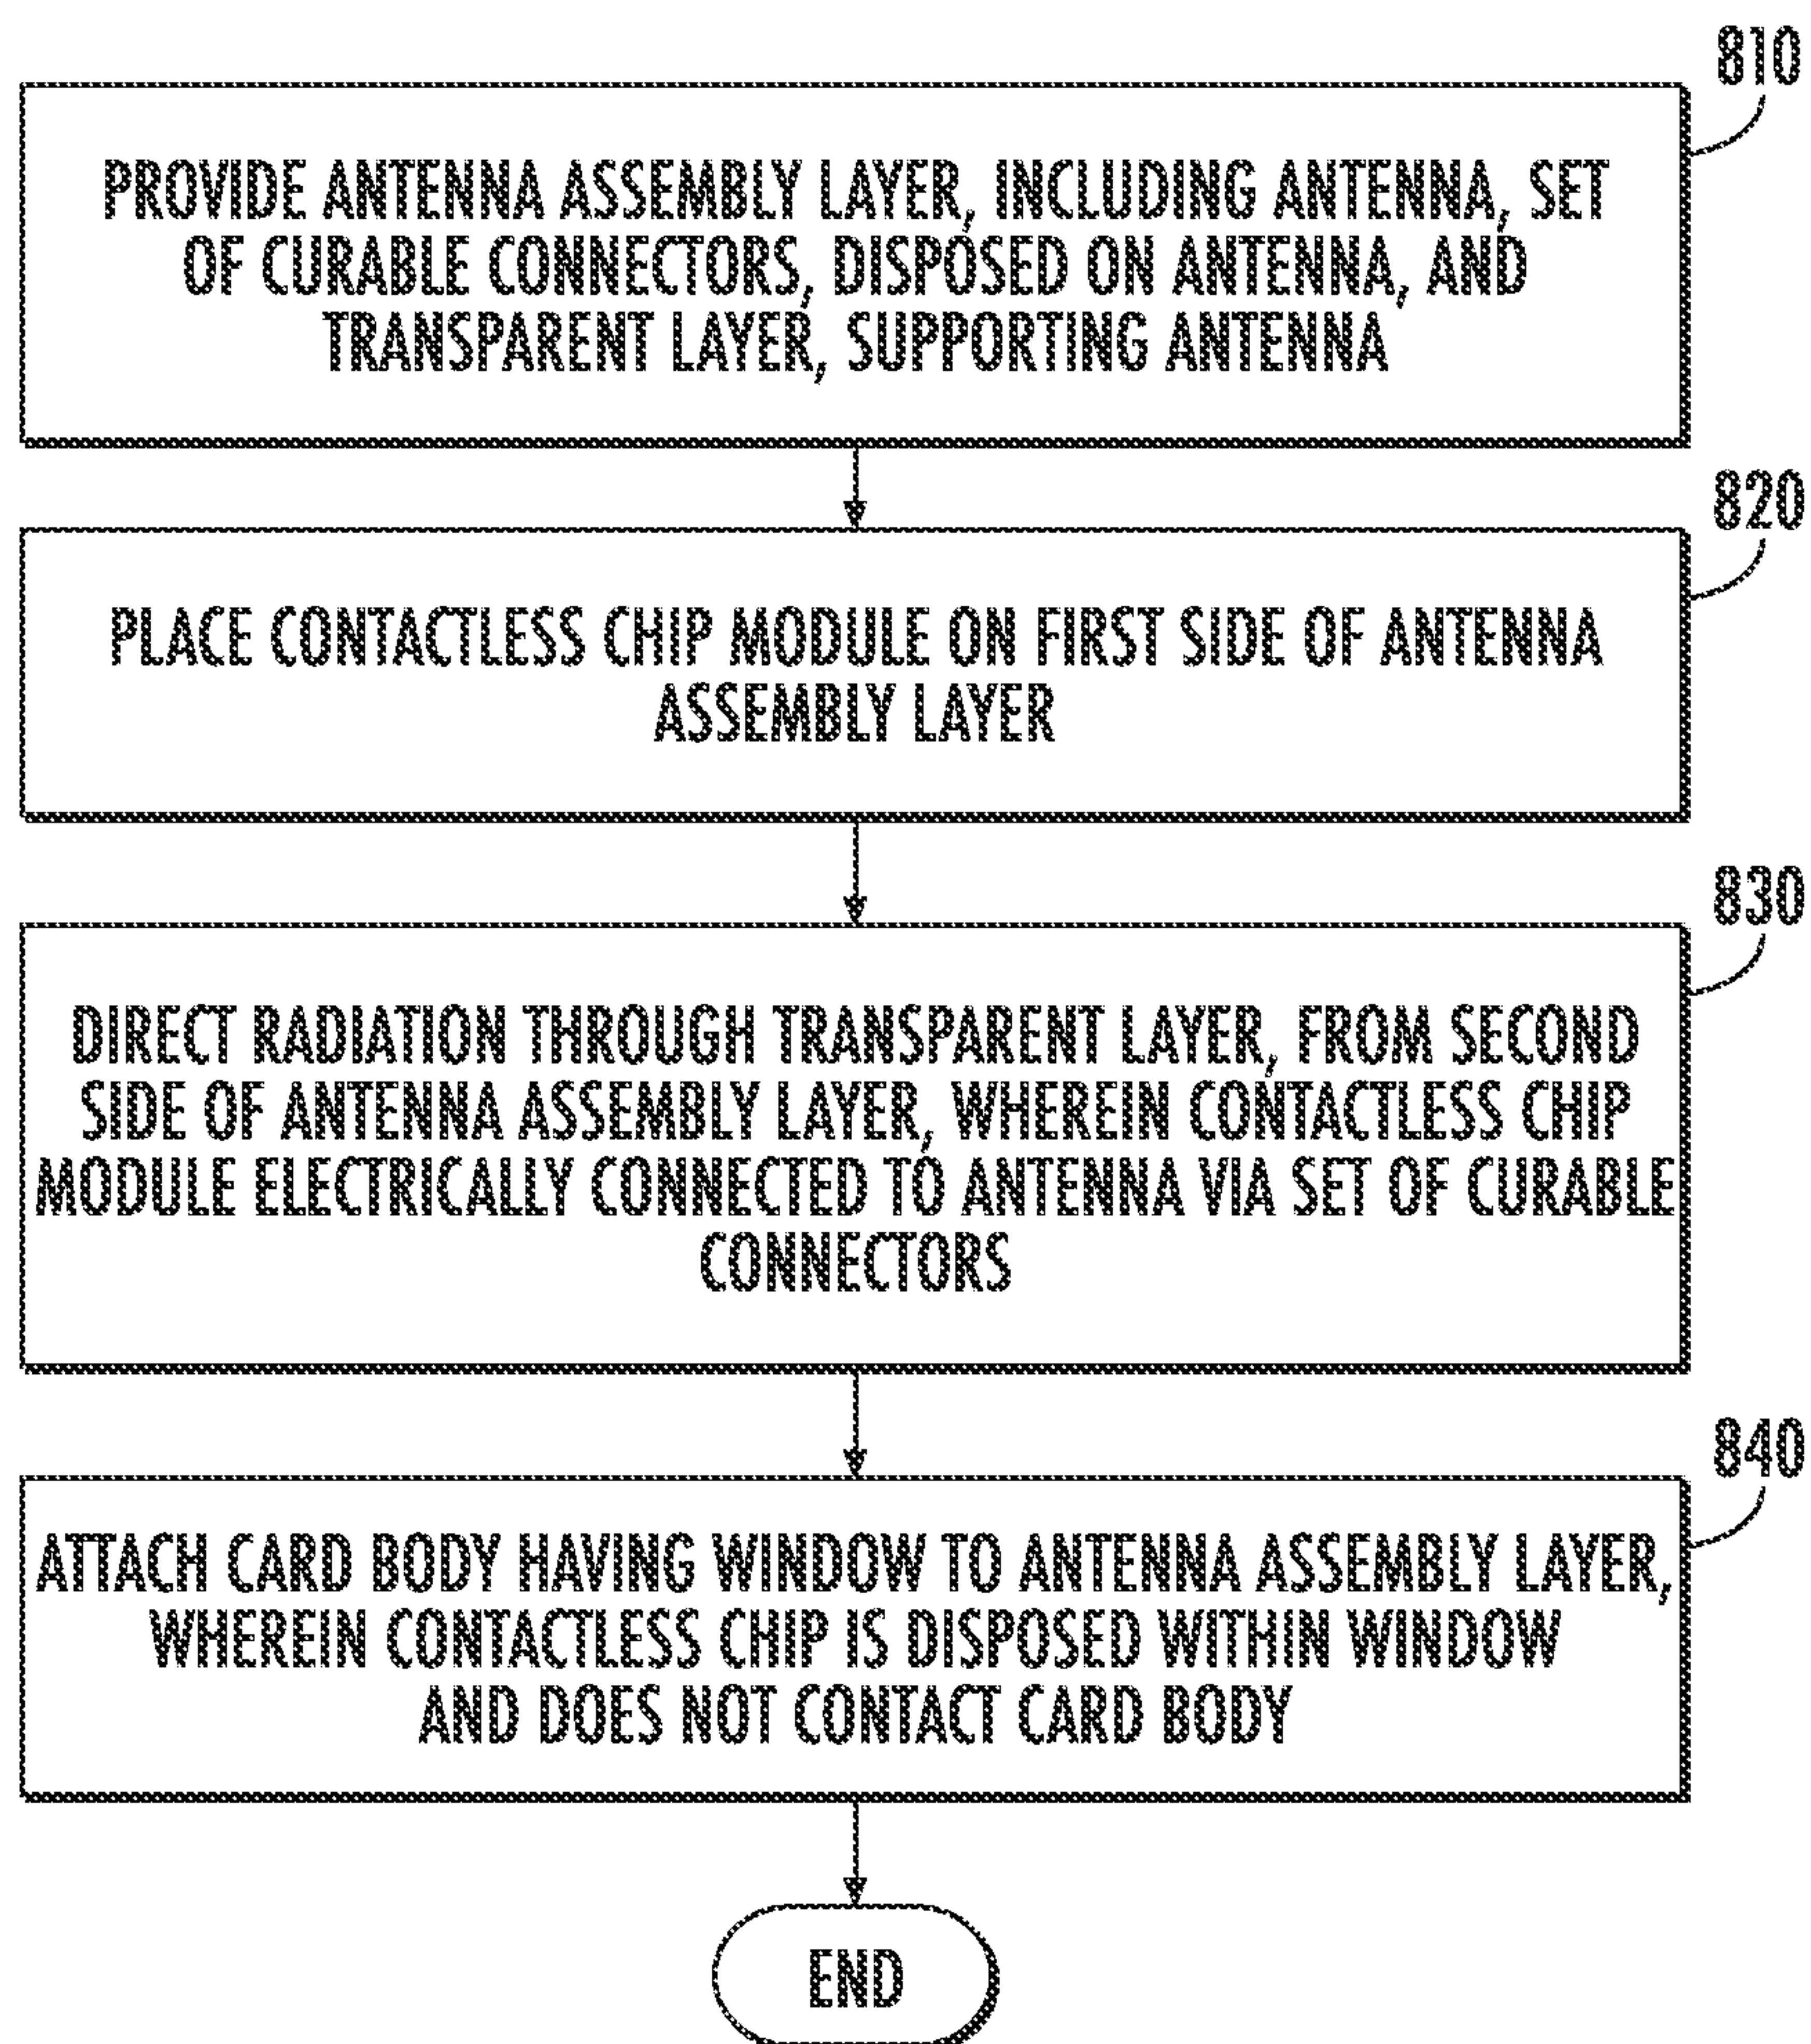 810
PROVIDE ANTENNA ASSEMBLY LAYER, INCLUDING ANTENNA, SET
OF CURABLE CONNECTORS, DISPOSED ON ANTENNA, AND
TRANSPARENT LAYER, SUPPORTING ANTENNA
820
PLACE CONTACTLESS CHIP MODULE ON FIRST SIDE OF ANTENNA
ASSEMBLY LAYER
830
DIRECT RADIATION THROUGH TRANSPARENT LAYER, FROM SECOND
SIDE OF ANTENNA ASSEMBLY LAYER, WHEREIN CONTACTLESS CHIP
MODULE ELECTRICALLY CONNECTED TO ANTENNA VIA SET OF CURABLE
CONNECTORS
840
ATTACH CARD BODY HAVING WINDOW TO ANTENNA ASSEMBLY LAYER,
WHEREIN CONTACTLESS CHIP IS DISPOSED WITHIN WINDOW
AND DOES NOT CONTACT CARD BODY
END